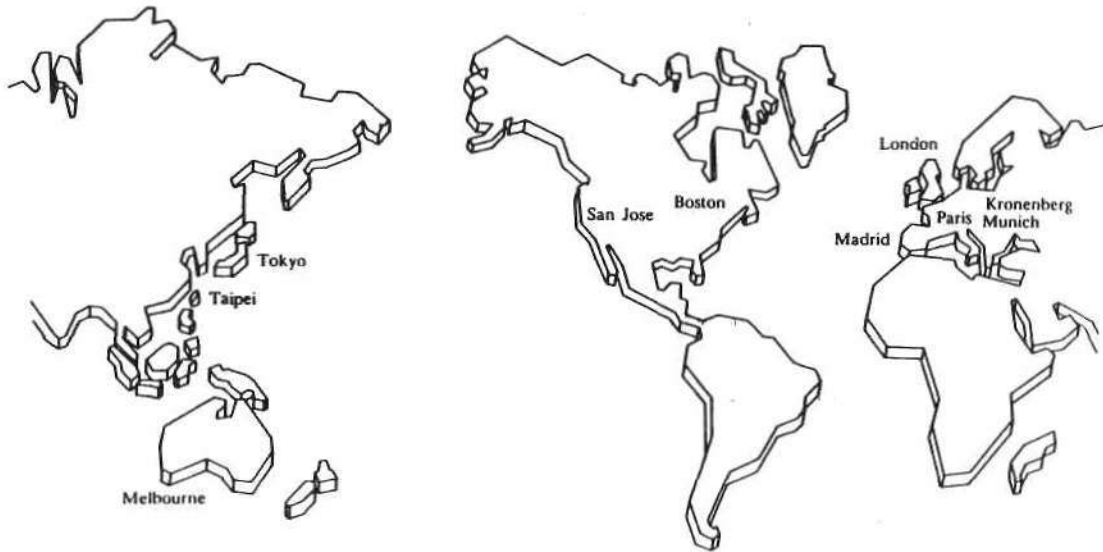 London
San Jose
Boston
Kronenberg
Paris Munich
Madrid
Tokyo
Taipei
Melbourne